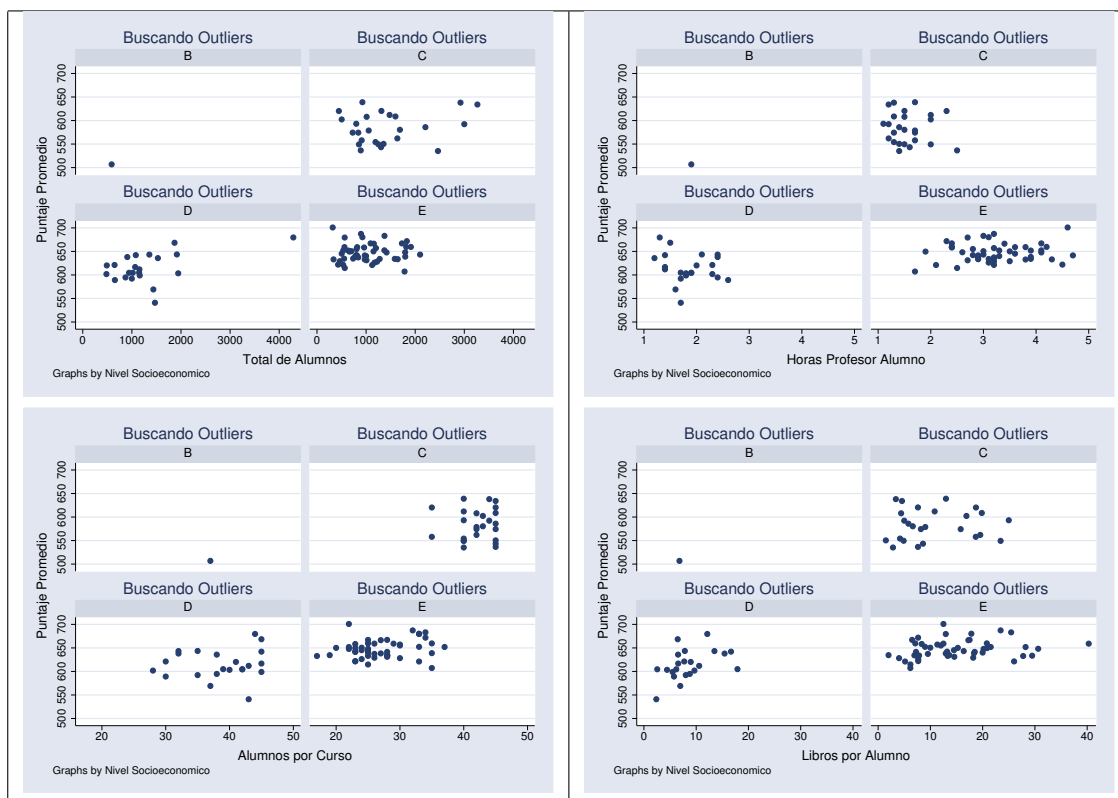 Buscando Outliers Buscando Outliers
B C
Buscando Outliers Buscando Outliers
D E
Puntaje Promedio
500 550 600 650 700
500 550 600 650 700
0 1000 2000 3000 4000 0 1000 2000 3000 4000
Total de Alumnos
Graphs by Nivel Socioeconomico
Buscando Outliers Buscando Outliers
B C
Buscando Outliers Buscando Outliers
D E
Puntaje Promedio
500 550 600 650 700
500 550 600 650 700
1 2 3 4 5 1 2 3 4 5
Horas Profesor Alumno
Graphs by Nivel Socioeconomico
Buscando Outliers Buscando Outliers
B C
Buscando Outliers Buscando Outliers
D E
Puntaje Promedio
500 550 600 650 700
500 550 600 650 700
20 30 40 50 20 30 40 50
Alumnos por Curso
Graphs by Nivel Socioeconomico
Buscando Outliers Buscando Outliers
B C
Buscando Outliers Buscando Outliers
D E
Puntaje Promedio
500 550 600 650 700
500 550 600 650 700
0 10 20 30 40 0 10 20 30 40
Libros por Alumno
Graphs by Nivel Socioeconomico